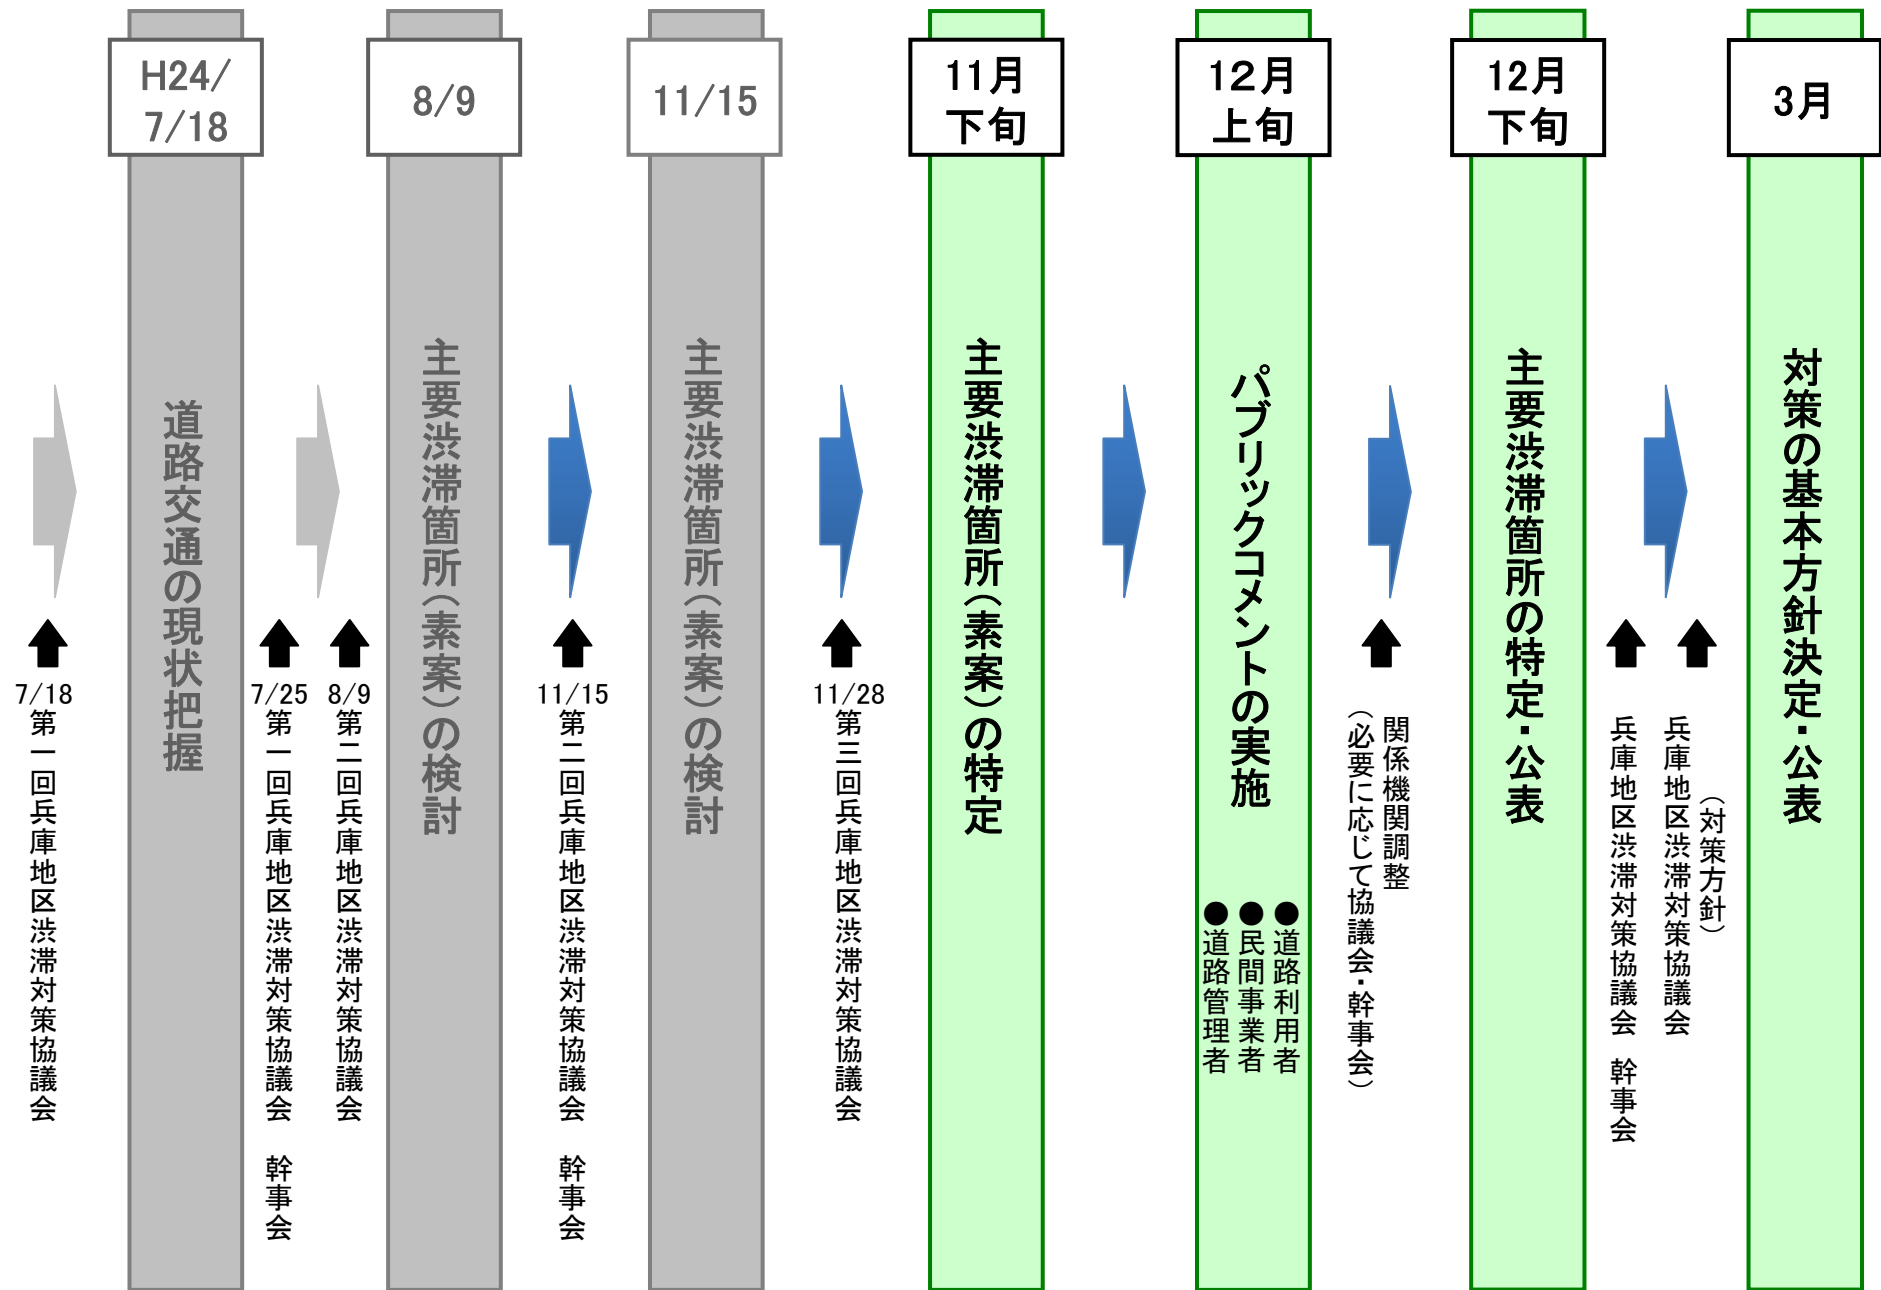 H24/
7/18
8/9
11/15
11月
下旬
12月
上旬
12月
下旬
3月
7/18
第一回兵庫地区渋滞対策協議会
道路交通の現状把握
7/25
第一回兵庫地区渋滞対策協議会 幹事会
8/9
第二回兵庫地区渋滞対策協議会
主要渋滞箇所(素案)の検討
11/15
第二回兵庫地区渋滞対策協議会 幹事会
主要渋滞箇所(素案)の検討
11/28
第三回兵庫地区渋滞対策協議会
主要渋滞箇所(素案)の特定
パブリックコメントの実施
●道路利用者
●民間事業者
●道路管理者
関係機関調整
(必要に応じて協議会・幹事会)
主要渋滞箇所の特定・公表
兵庫地区渋滞対策協議会 幹事会
(対策方針)
兵庫地区渋滞対策協議会
対策の基本方針決定・公表